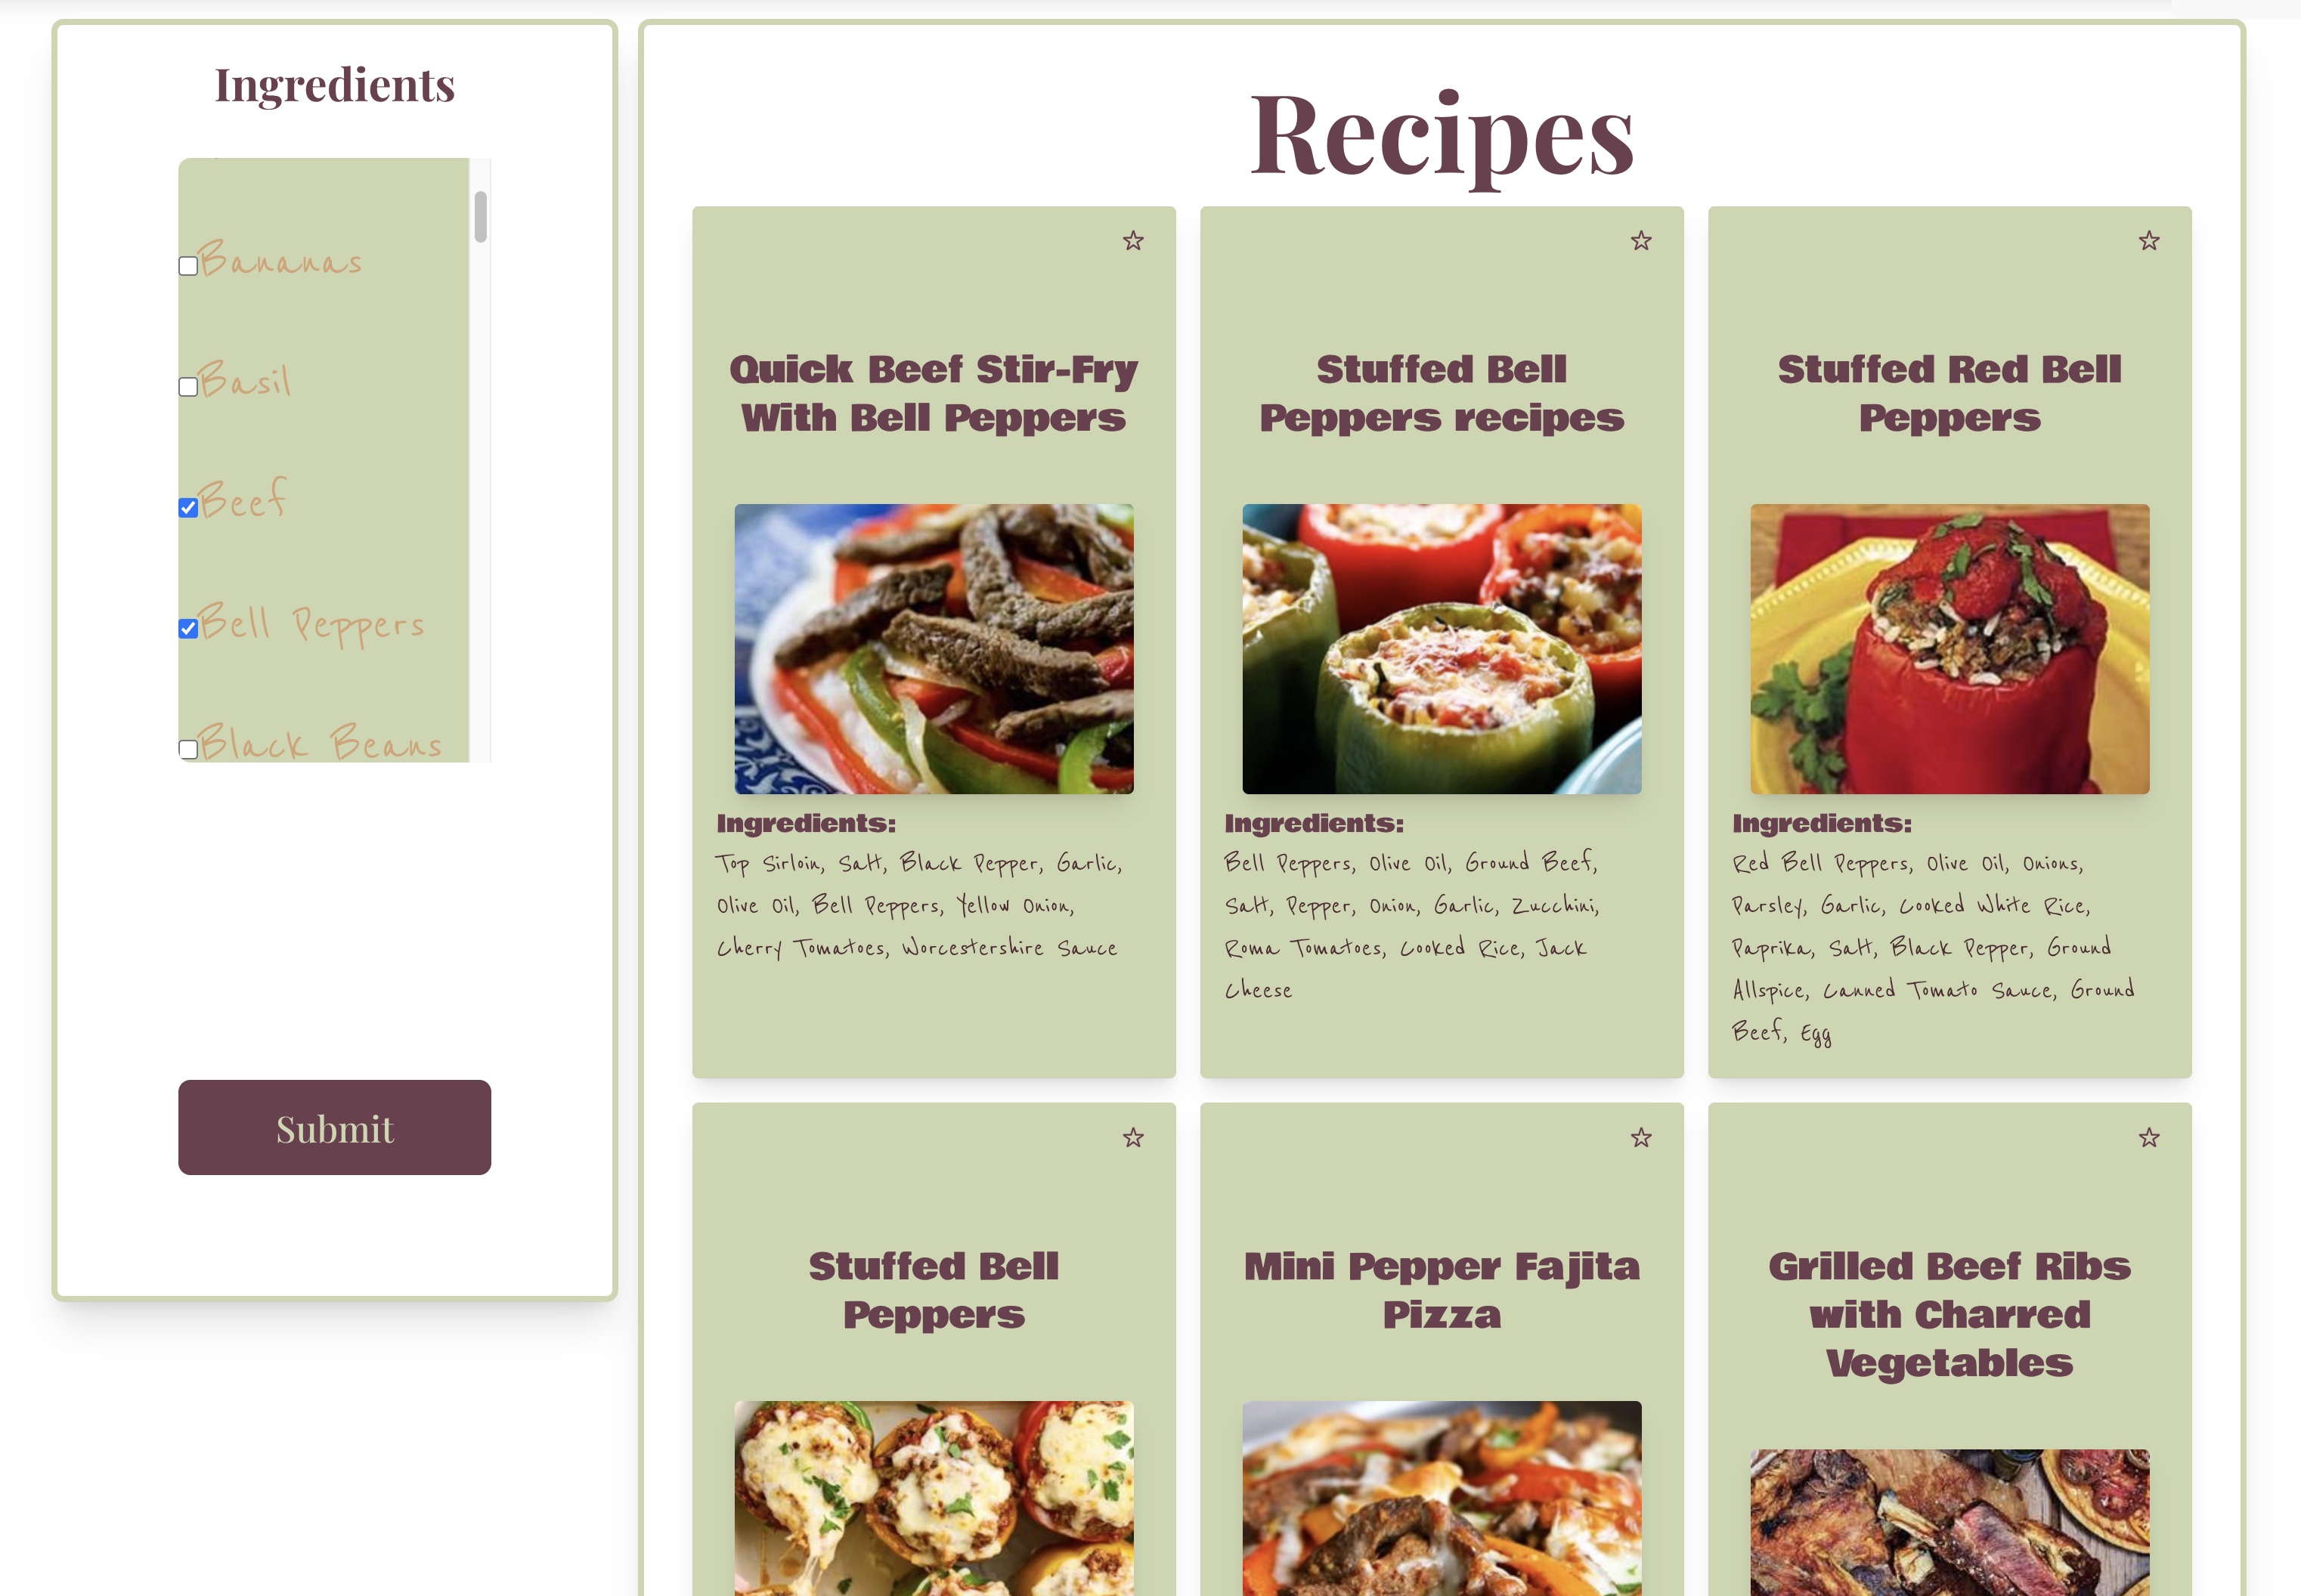 Ingredients
Bananas
Basil
Beef
Bell Peppers
Black Beans
Submit
Recipes
Quick Beef Stir-Fry
With Bell Peppers
Ingredients:
Top Sirloin, Salt, Black Pepper, Garlic,
Olive Oil, Bell Peppers, Yellow Onion,
Cherry Tomatoes, Worcestershire Sauce
Stuffed Bell
Peppers recipes
Ingredients:
Bell Peppers, Olive Oil, Ground Beef,
Salt, Pepper, Onion, Garlic, Zucchini,
Roma Tomatoes, Cooked Rice, Jack
Cheese
Stuffed Red Bell
Peppers
Ingredients:
Red Bell Peppers, Olive Oil, Onions,
Parsley, Garlic, Cooked White Rice,
Paprika, Salt, Black Pepper, Ground
Allspice, Canned Tomato Sauce, Ground
Beef, Egg
Stuffed Bell
Peppers
Mini Pepper Fajita
Pizza
Grilled Beef Ribs
with Charred
Vegetables